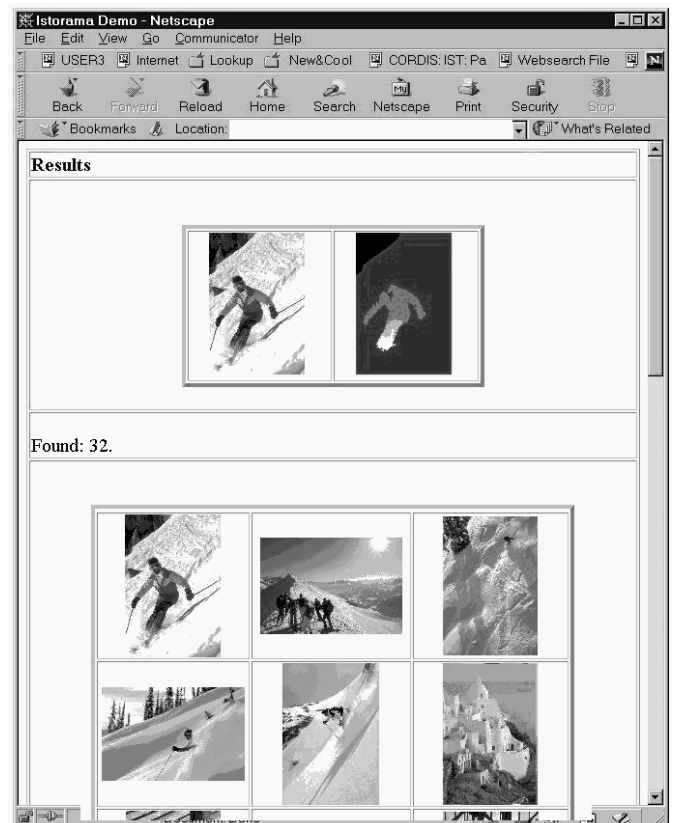 Istorama Demo - Netscape
File Edit View Go Communicator Help
USER3 Internet Lookup New&Cool CORDIS: IST: Pa Websearch File
Back Forward Reload Home Search Netscape Print Security Stop
Bookmarks Location: What's Related
Results
Found: 32.